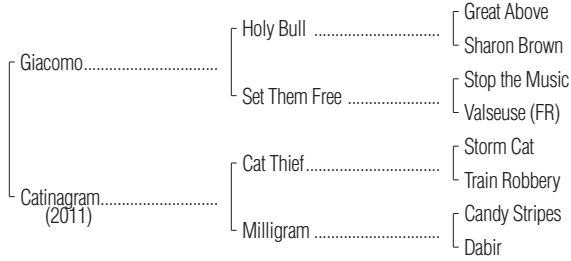 Great Above
Holy Bull ................................
Sharon Brown
Giacomo..................................
Stop the Music
Set Them Free .......................
Valseuse (FR)
Storm Cat
Cat Thief..................................
Train Robbery
Catinagram.............................
(2011)
Candy Stripes
Milligram ................................
Dabir